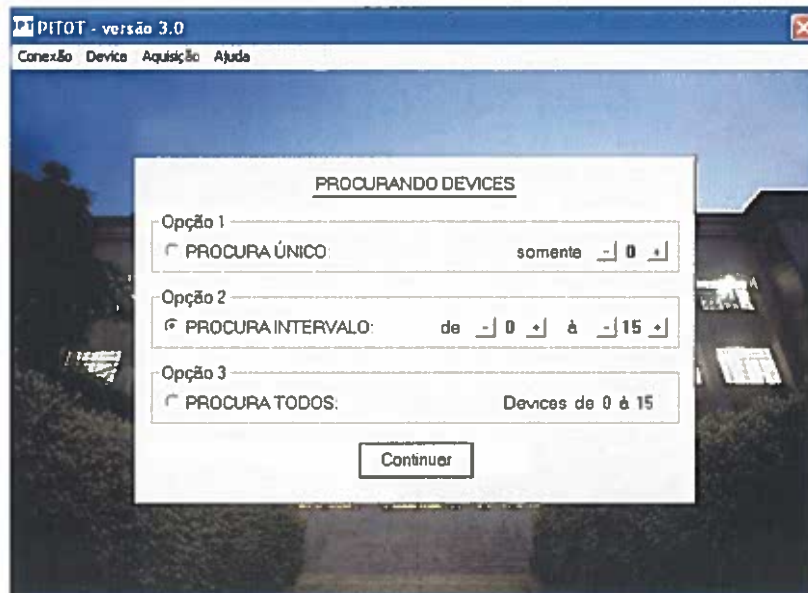 PITOT - versão 3.0
Conexão Device Aquisição Ajuda
PROCURANDO DEVICES
Opção 1
PROCURA ÚNICO: somente - 0 +
Opção 2
PROCURA INTERVALO: de - 0 + à - 15 +
Opção 3
PROCURA TODOS: Devices de 0 à 15
Continuar